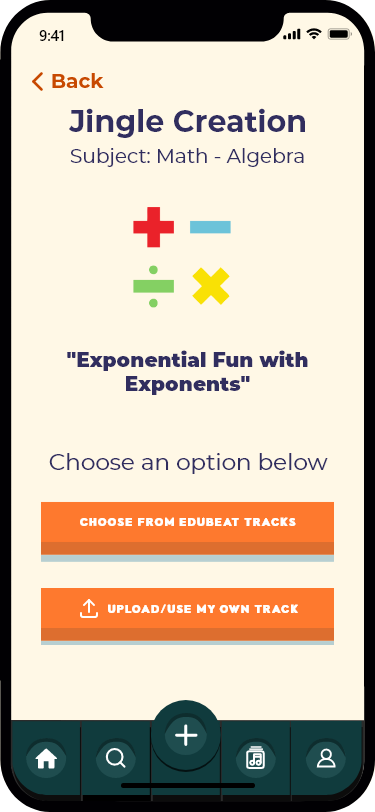 9:41
Back
Jingle Creation
Subject: Math - Algebra
"Exponential Fun with
Exponents"
Choose an option below
CHOOSE FROM EDUBEAT TRACKS
UPLOAD/USE MY OWN TRACK